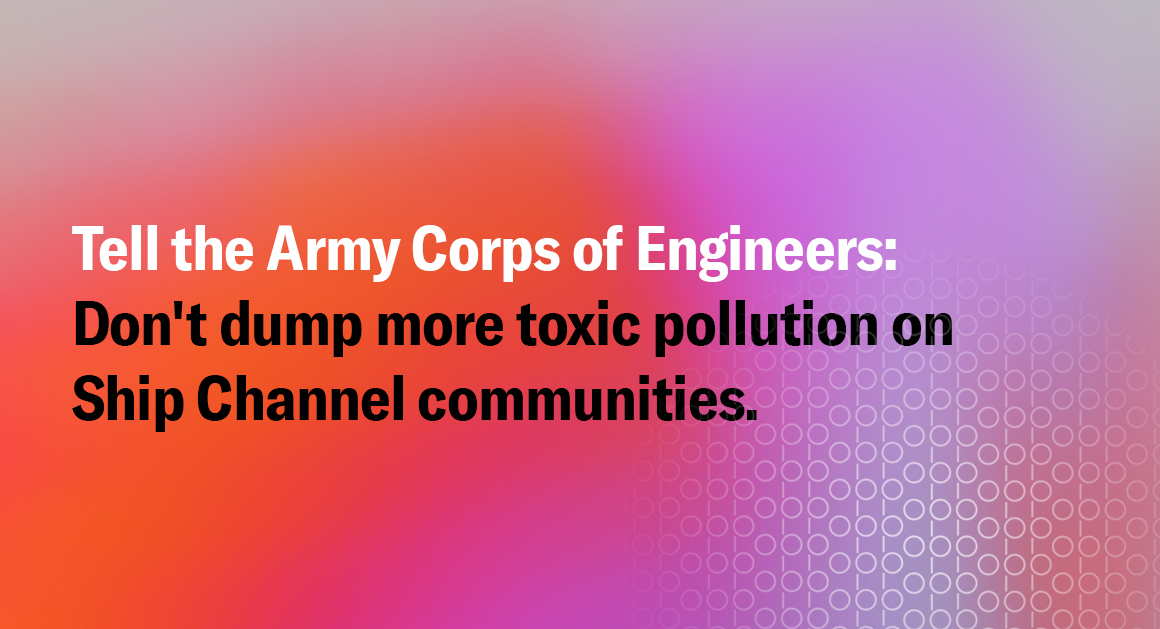 Tell the Army Corps of Engineers:
Don't dump more toxic pollution on
Ship Channel communities.